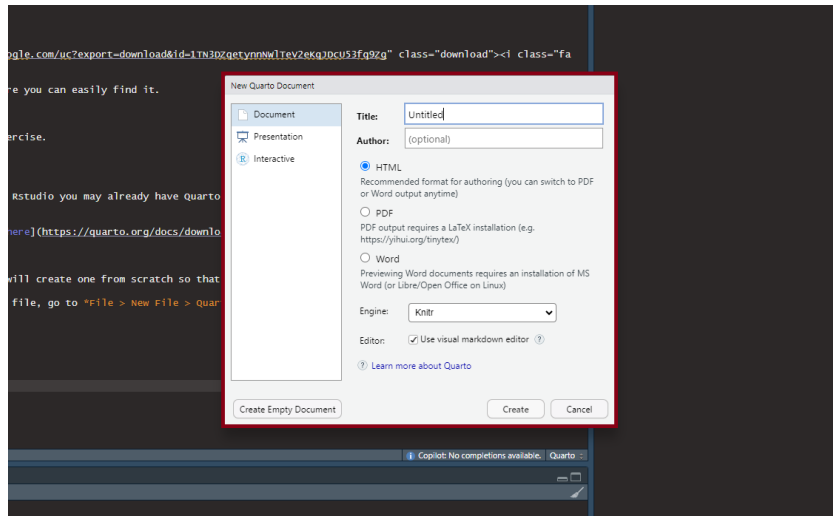 ogle.com/uc?export=download&id=1TN3DZgetynnNWlTeV2eKqJDcU53fq9Zg" class="download"><i class="fa
re you can easily find it.
ercise.
Rstudio you may already have Quarto
here](https://quarto.org/docs/downlo
will create one from scratch so that
file, go to *File > New File > Quar
New Quarto Document
Document
Presentation
R Interactive
Title: Untitled
Author: (optional)
HTML
Recommended format for authoring (you can switch to PDF
or Word output anytime)
PDF
PDF output requires a LaTeX installation (e.g.
https://yihui.org/tinytex/)
Word
Previewing Word documents requires an installation of MS
Word (or Libre/Open Office on Linux)
Engine: Knitr
Editor: Use visual markdown editor ?
? Learn more about Quarto
Create Empty Document
Create
Cancel
Copilot: No completions available. Quarto